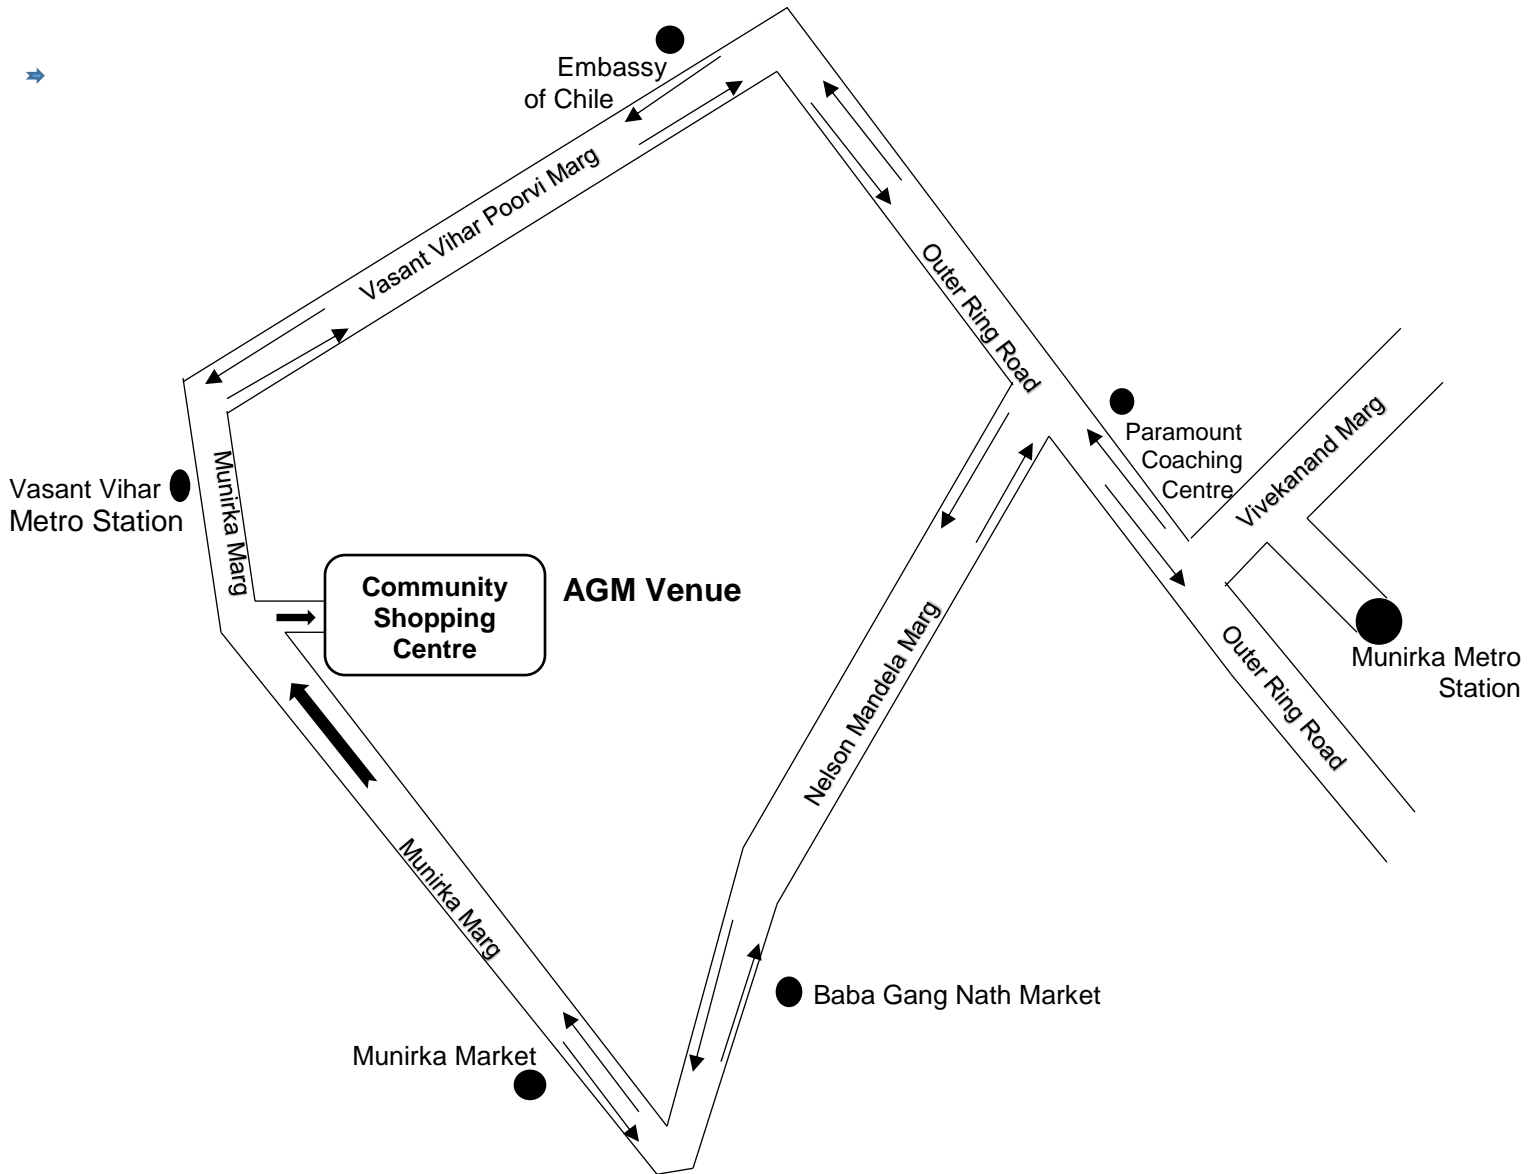 Embassy
of Chile
Vasant Vihar Poorvi Marg
Outer Ring Road
Paramount
Coaching
Centre
Vivekanand Marg
Vasant Vihar
Metro Station
Munirka Marg
Community
Shopping
Centre
AGM Venue
Nelson Mandela Marg
Outer Ring Road
Munirka Metro
Station
Munirka Marg
Baba Gang Nath Market
Munirka Market